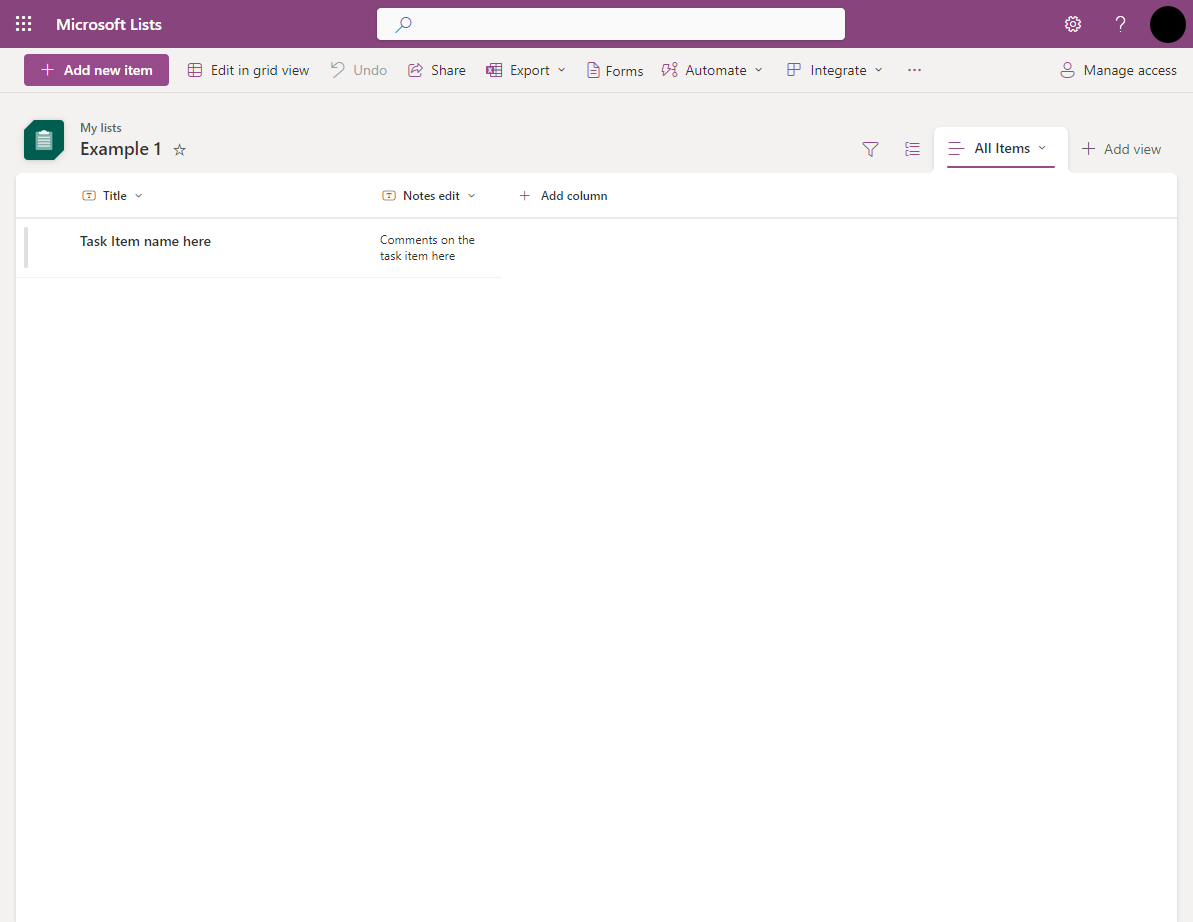 Microsoft Lists
Add new item Edit in grid view Undo Share Export Forms Automate Integrate Manage access
My lists
Example 1
All Items Add view
Title Notes edit Add column
Task Item name here Comments on the
task item here